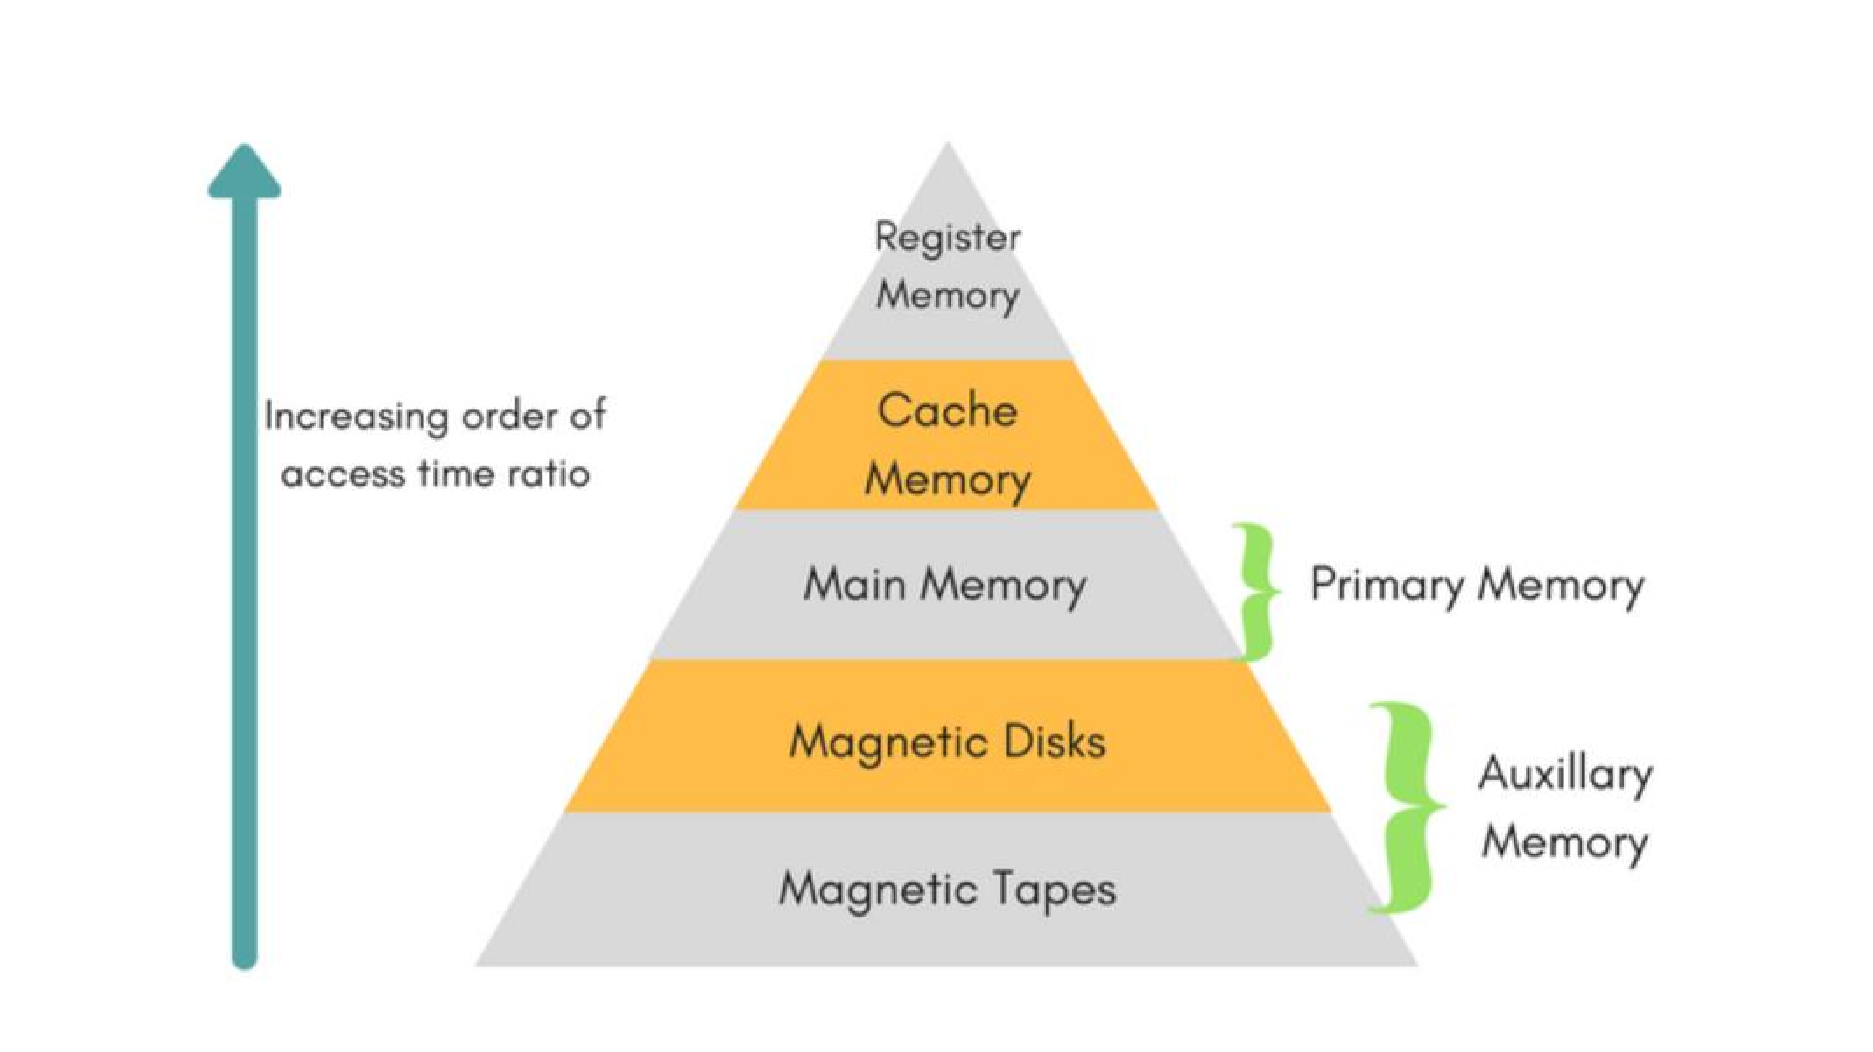 Register
Memory
Cache
Memory
Increasing order of
access time ratio
Main Memory
Primary Memory
Magnetic Disks
Auxillary
Memory
Magnetic Tapes